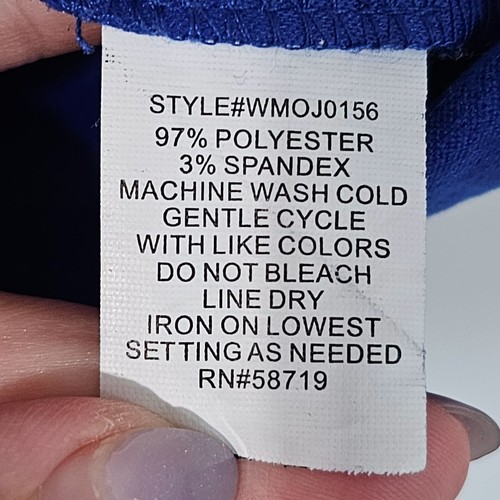 STYLE#WMOJ0156
97% POLYESTER
3% SPANDEX
MACHINE WASH COLD
GENTLE CYCLE
WITH LIKE COLORS
DO NOT BLEACH
LINE DRY
IRON ON LOWEST
SETTING AS NEEDED
RN#58719